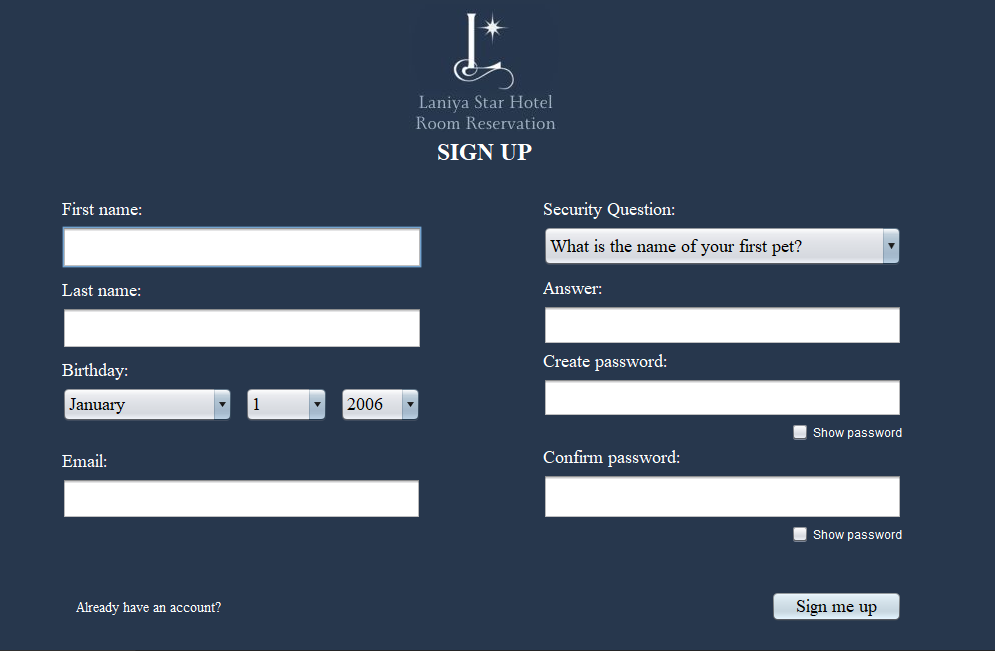 Laniya Star Hotel
Room Reservation
SIGN UP
First name:
Last name:
Birthday:
January 1 2006
Email:
Security Question:
What is the name of your first pet?
Answer:
Create password:
Show password
Confirm password:
Show password
Already have an account?
Sign me up